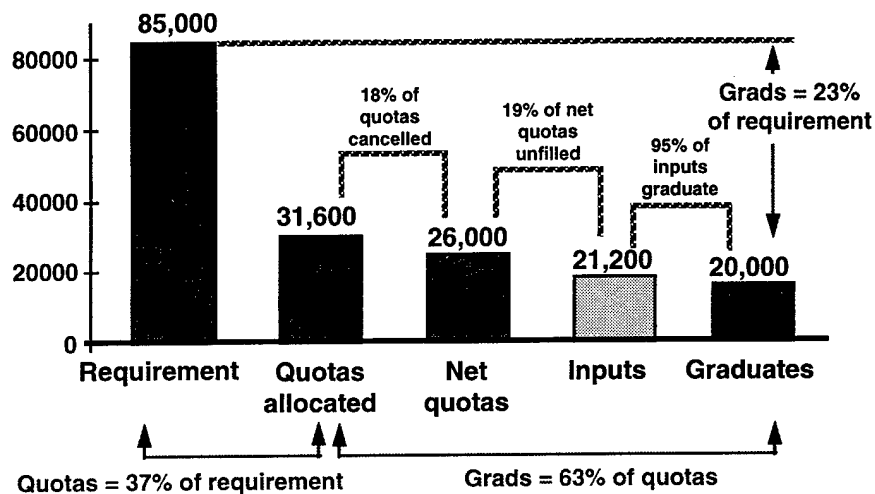 85,000
80000
60000
40000
20000
0
18% of
quotas
cancelled
19% of net
quotas
unfilled
95% of
inputs
graduate
Grads = 23%
of requirement
31,600
26,000
21,200
20,000
Requirement
Quotas
allocated
Net
quotas
Inputs
Graduates
Quotas = 37% of requirement
Grads = 63% of quotas